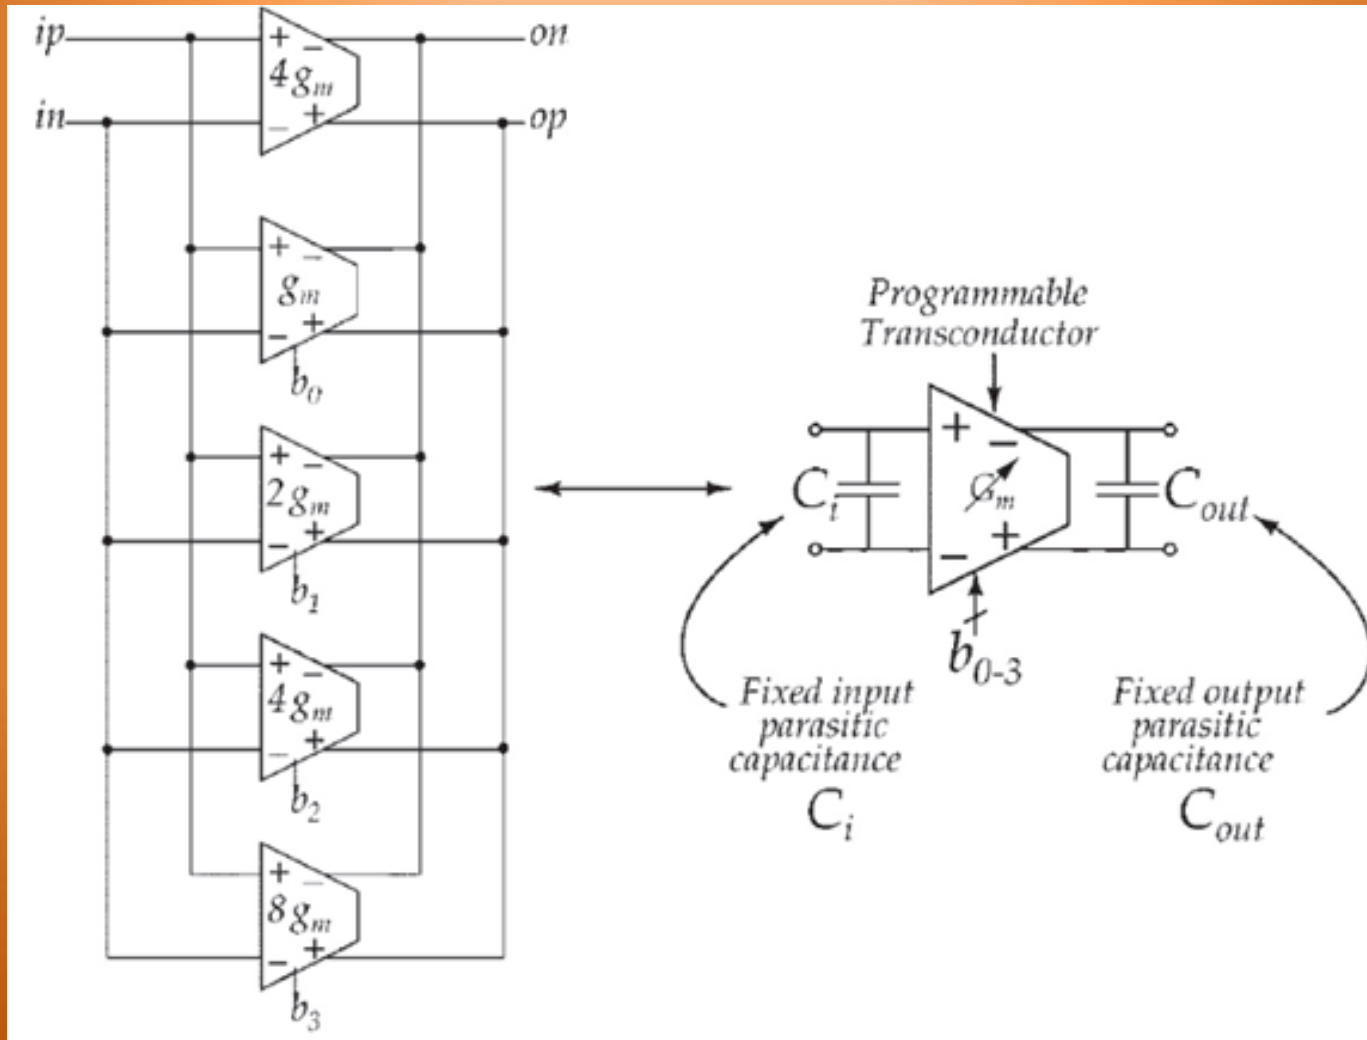 ip
on
+ −
4gm
in
− +
op
+ −
gm
− +
b0
+ −
2gm
− +
b1
+ −
4gm
− +
b2
+ −
8gm
− +
b3
Programmable
Transconductor
+ −
Ci
Gm
Cout
− +
b0-3
Fixed input
parasitic
capacitance
Ci
Fixed output
parasitic
capacitance
Cout